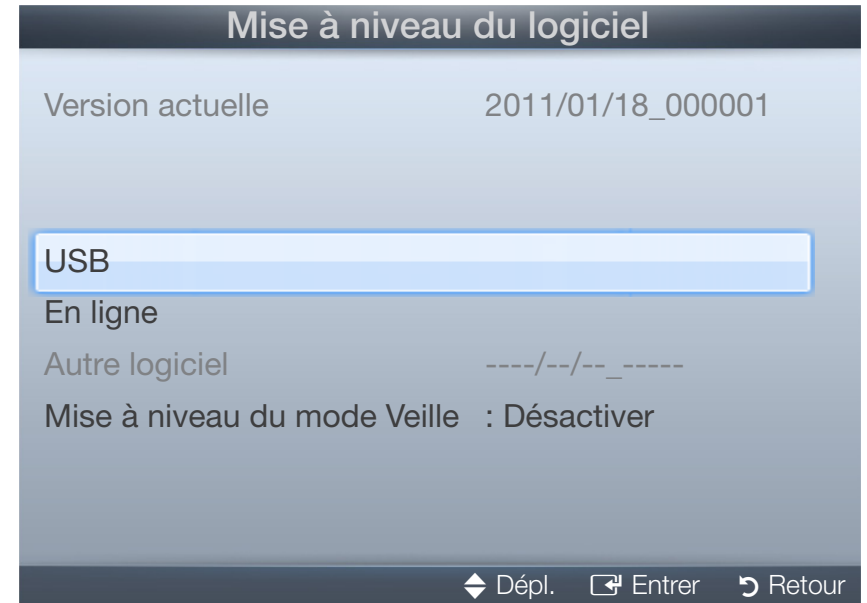 Mise à niveau du logiciel
Version actuelle 2011/01/18_000001
USB
En ligne
Autre logiciel ----/--/--_-----
Mise à niveau du mode Veille : Désactiver
Dépl. Entrer Retour